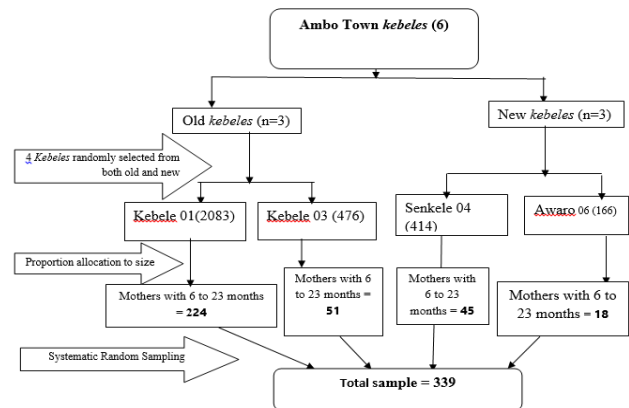 Ambo Town kebeles (6)
Old kebeles (n=3)
New kebeles (n=3)
4 Kebeles randomly selected from
both old and new
Kebele 01(2083)
Kebele 03 (476)
Senkele 04
(414)
Awaro 06 (166)
Proportion allocation to size
Mothers with 6 to 23 months
= 224
Mothers with 6
to 23 months =
51
Mothers with
6 to 23
months = 45
Mothers with 6 to
23 months = 18
Systematic Random Sampling
Total sample = 339